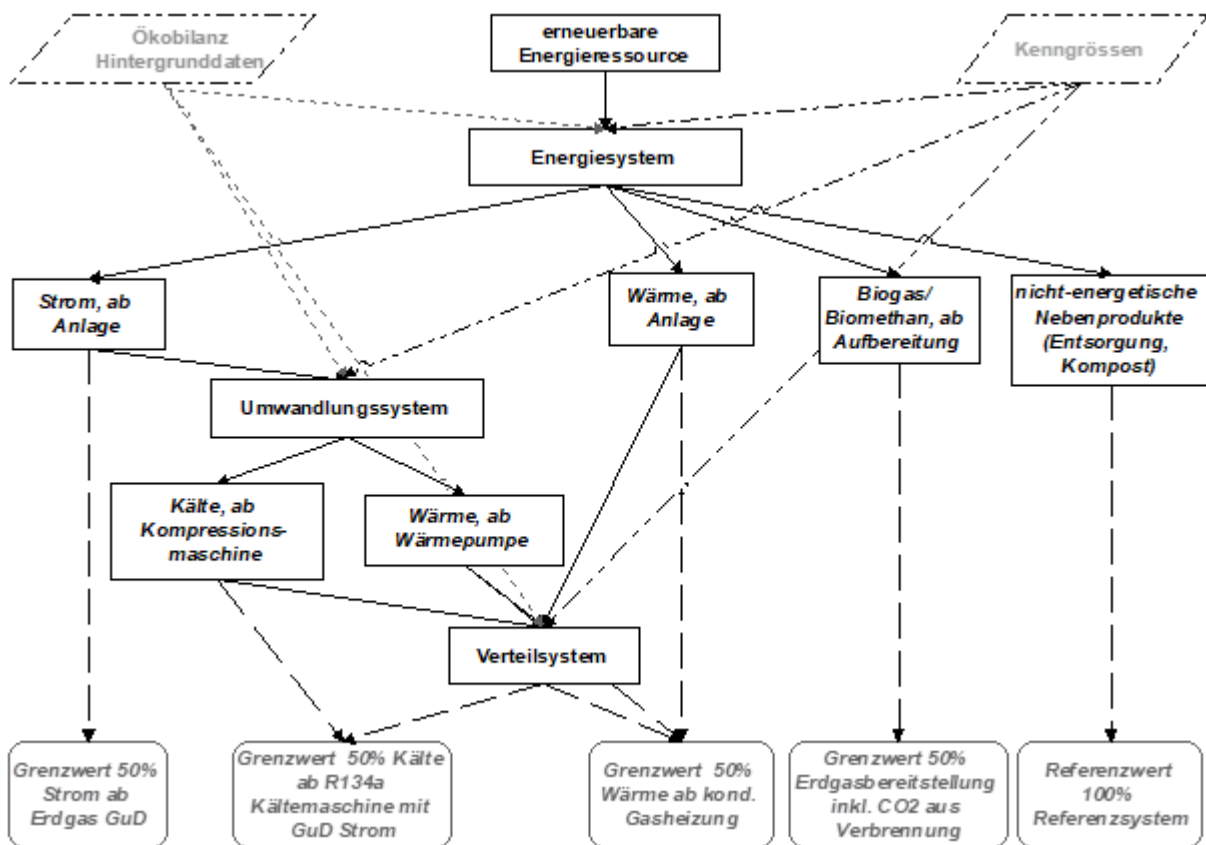 Ökobilanz
Hintergrunddaten
erneuerbare
Energieressource
Kenngrössen
Energiesystem
Strom, ab
Anlage
Wärme, ab
Anlage
Biogas/
Biomethan, ab
Aufbereitung
nicht-energetische
Nebenprodukte
(Entsorgung,
Kompost)
Umwandlungssystem
Kälte, ab
Kompressions-
maschine
Wärme, ab
Wärmepumpe
Verteilsystem
Grenzwert 50%
Strom ab
Erdgas GuD
Grenzwert 50% Kälte
ab R134a
Kältemaschine mit
GuD Strom
Grenzwert 50%
Wärme ab kond.
Gasheizung
Grenzwert 50%
Erdgasbereitstellung
inkl. CO2 aus
Verbrennung
Referenzwert
100%
Referenzsystem